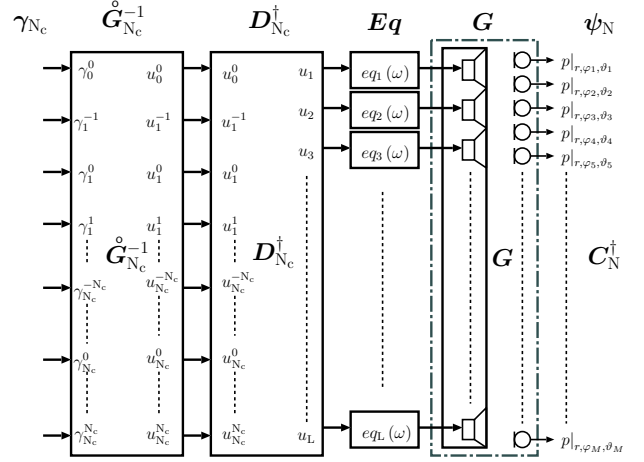 γ_{N_c} G̊_{N_c}^{-1} D_{N_c}^† Eq G ψ_N
γ_0^0 u_0^0 u_0^0 u_1 eq_1(ω) p|_{r,φ_1,ϑ_1}
p|_{r,φ_2,ϑ_2}
γ_1^{-1} u_1^{-1} u_1^{-1} u_2 eq_2(ω) p|_{r,φ_3,ϑ_3}
p|_{r,φ_4,ϑ_4}
u_3 eq_3(ω) p|_{r,φ_5,ϑ_5}
γ_1^0 u_1^0 u_1^0
γ_1^1 u_1^1 u_1^1
G̊_{N_c}^{-1} D_{N_c}^† G C_N^†
γ_{N_c}^{-N_c} u_{N_c}^{-N_c} u_{N_c}^{-N_c}
γ_{N_c}^0 u_{N_c}^0 u_{N_c}^0
γ_{N_c}^{N_c} u_{N_c}^{N_c} u_{N_c}^{N_c} u_L eq_L(ω) p|_{r,φ_M,ϑ_M}